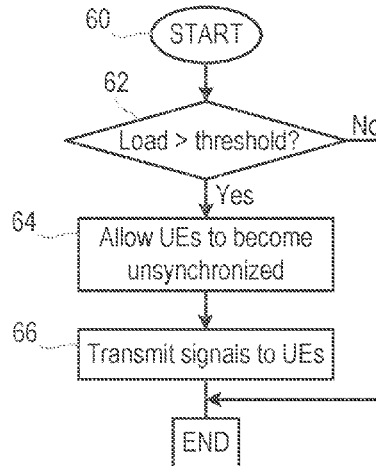 60
START
62
Load > threshold?
No
Yes
64
Allow UEs to become
unsynchronized
66
Transmit signals to UEs
END